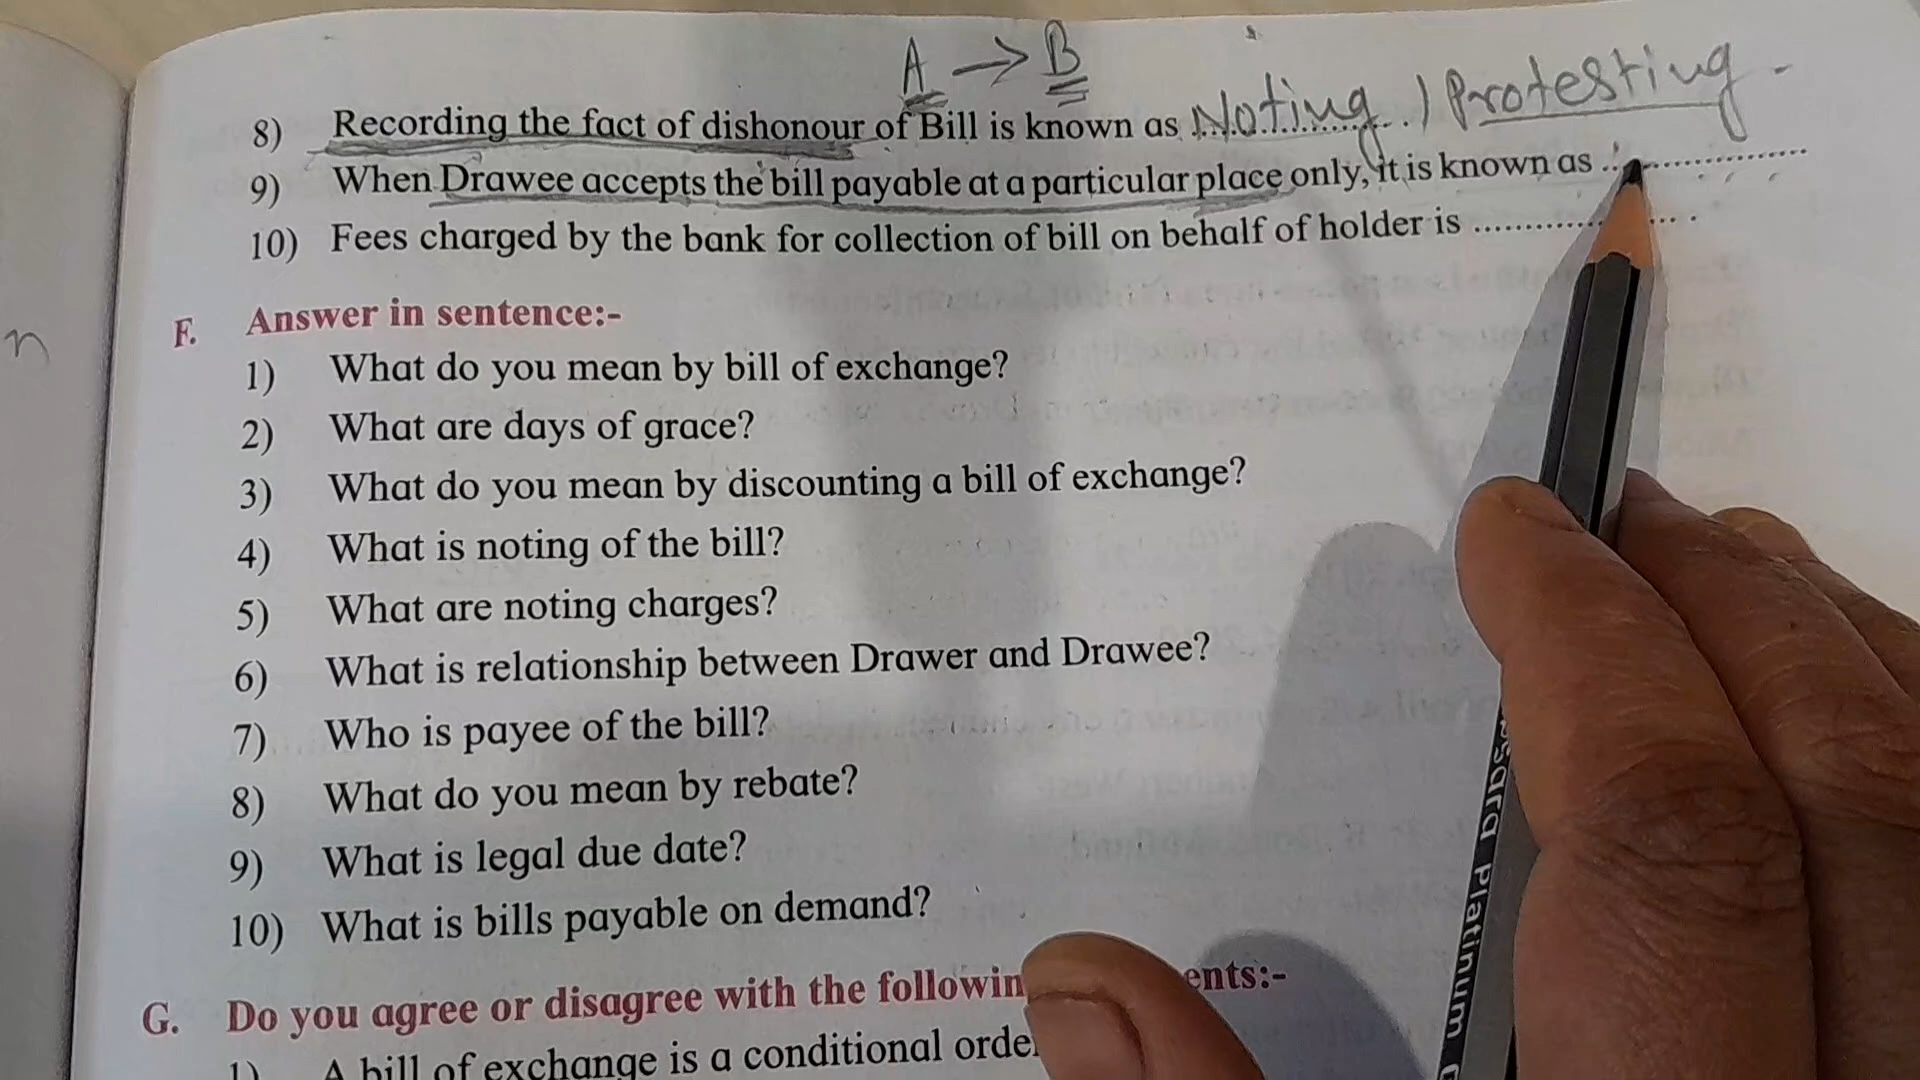 A → B
8) Recording the fact of dishonour of Bill is known as Noting / Protesting.
9) When Drawee accepts the bill payable at a particular place only, it is known as ..................
10) Fees charged by the bank for collection of bill on behalf of holder is ..................
n
F. Answer in sentence:-
1) What do you mean by bill of exchange?
2) What are days of grace?
3) What do you mean by discounting a bill of exchange?
4) What is noting of the bill?
5) What are noting charges?
6) What is relationship between Drawer and Drawee?
7) Who is payee of the bill?
8) What do you mean by rebate?
9) What is legal due date?
10) What is bills payable on demand?
G. Do you agree or disagree with the followin ents:-
1) A bill of exchange is a conditional orde
Platinum